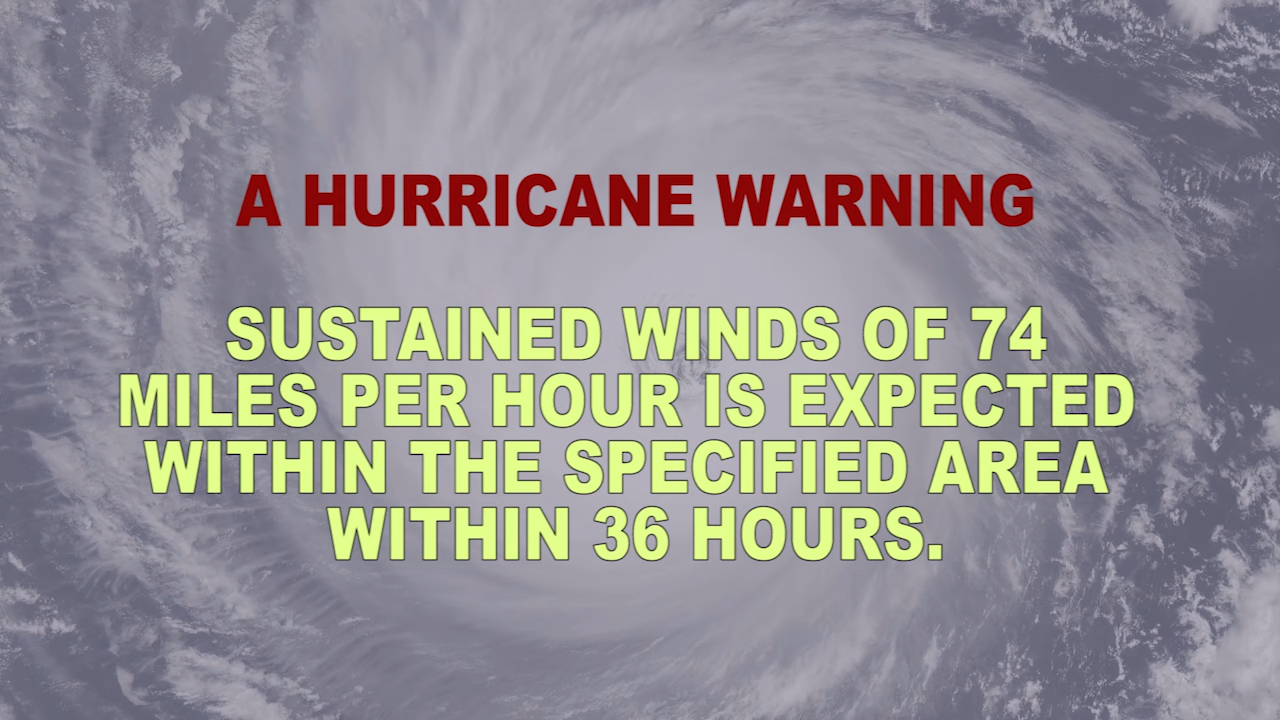 A HURRICANE WARNING
SUSTAINED WINDS OF 74
MILES PER HOUR IS EXPECTED
WITHIN THE SPECIFIED AREA
WITHIN 36 HOURS.